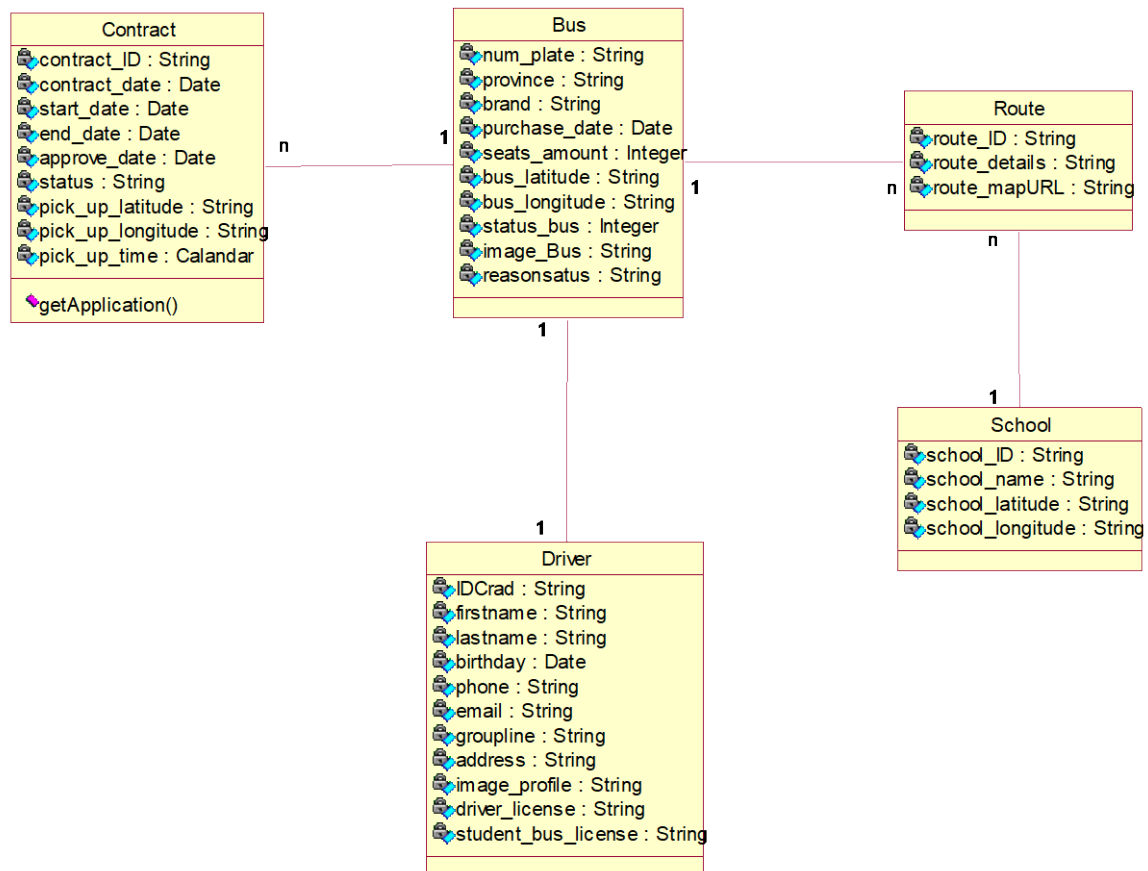 Contract
contract_ID : String
contract_date : Date
start_date : Date
end_date : Date
approve_date : Date
status : String
pick_up_latitude : String
pick_up_longitude : String
pick_up_time : Calandar
getApplication()
n
1
Bus
num_plate : String
province : String
brand : String
purchase_date : Date
seats_amount : Integer
bus_latitude : String
bus_longitude : String
status_bus : Integer
image_Bus : String
reasonsatus : String
1
n
Route
route_ID : String
route_details : String
route_mapURL : String
n
1
School
school_ID : String
school_name : String
school_latitude : String
school_longitude : String
1
1
Driver
IDCrad : String
firstname : String
lastname : String
birthday : Date
phone : String
email : String
groupline : String
address : String
image_profile : String
driver_license : String
student_bus_license : String